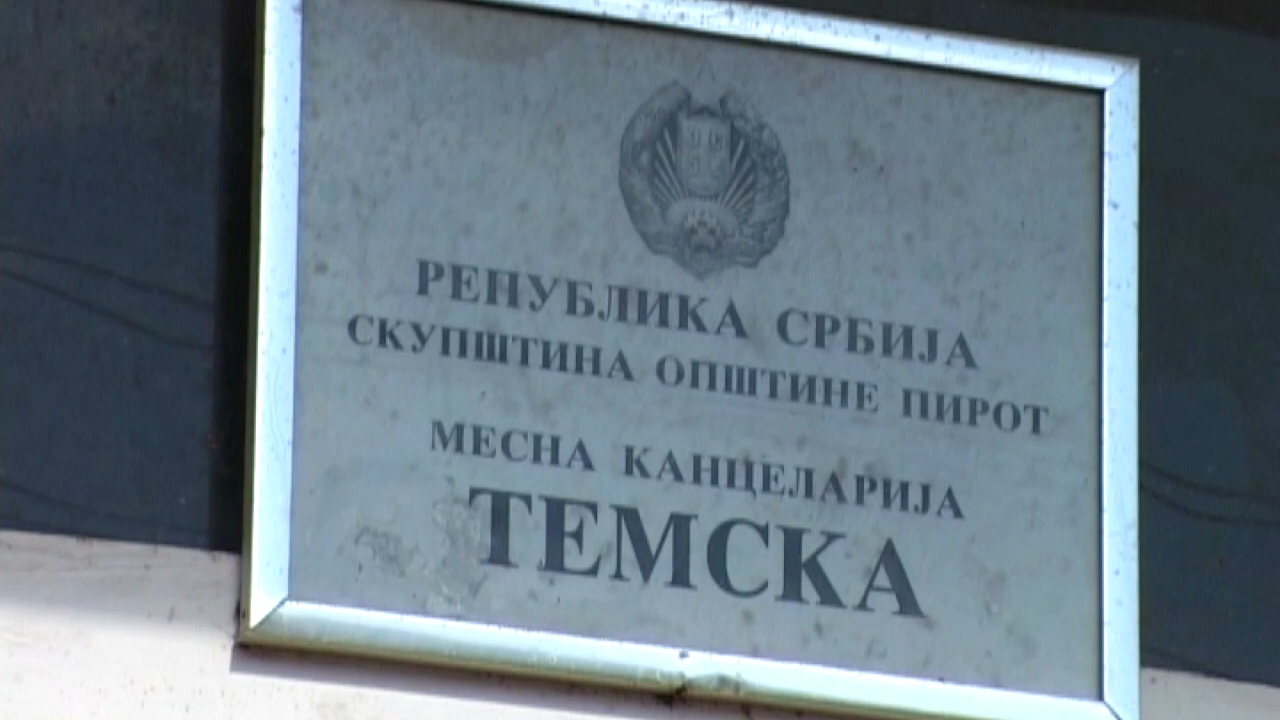 РЕПУБЛИКА СРБИЈА
СКУПШТИНА ОПШТИНЕ ПИРОТ
МЕСНА КАНЦЕЛАРИЈА
ТЕМСКА